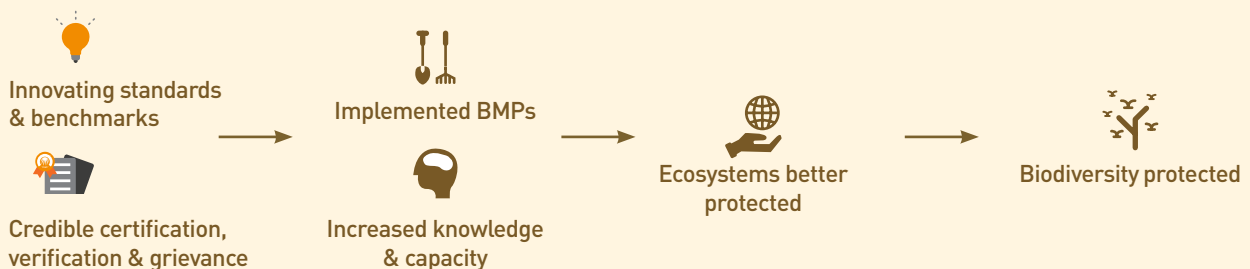 Innovating standards
& benchmarks
Credible certification,
verification & grievance
Implemented BMPs
Increased knowledge
& capacity
Ecosystems better
protected
Biodiversity protected